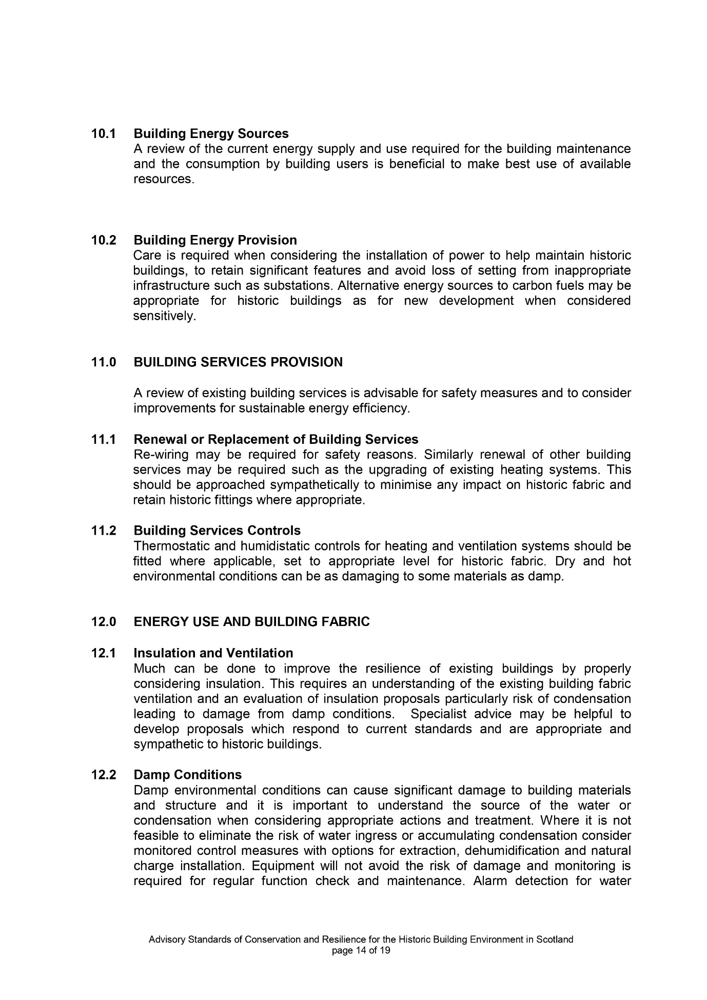 10.1 Building Energy Sources
A review of the current energy supply and use required for the building maintenance
and the consumption by building users is beneficial to make best use of available
resources.
10.2 Building Energy Provision
Care is required when considering the installation of power to help maintain historic
buildings, to retain significant features and avoid loss of setting from inappropriate
infrastructure such as substations. Alternative energy sources to carbon fuels may be
appropriate for historic buildings as for new development when considered
sensitively.
11.0 BUILDING SERVICES PROVISION
A review of existing building services is advisable for safety measures and to consider
improvements for sustainable energy efficiency.
11.1 Renewal or Replacement of Building Services
Re-wiring may be required for safety reasons. Similarly renewal of other building
services may be required such as the upgrading of existing heating systems. This
should be approached sympathetically to minimise any impact on historic fabric and
retain historic fittings where appropriate.
11.2 Building Services Controls
Thermostatic and humidistatic controls for heating and ventilation systems should be
fitted where applicable, set to appropriate level for historic fabric. Dry and hot
environmental conditions can be as damaging to some materials as damp.
12.0 ENERGY USE AND BUILDING FABRIC
12.1 Insulation and Ventilation
Much can be done to improve the resilience of existing buildings by properly
considering insulation. This requires an understanding of the existing building fabric
ventilation and an evaluation of insulation proposals particularly risk of condensation
leading to damage from damp conditions. Specialist advice may be helpful to
develop proposals which respond to current standards and are appropriate and
sympathetic to historic buildings.
12.2 Damp Conditions
Damp environmental conditions can cause significant damage to building materials
and structure and it is important to understand the source of the water or
condensation when considering appropriate actions and treatment. Where it is not
feasible to eliminate the risk of water ingress or accumulating condensation consider
monitored control measures with options for extraction, dehumidification and natural
charge installation. Equipment will not avoid the risk of damage and monitoring is
required for regular function check and maintenance. Alarm detection for water
Advisory Standards of Conservation and Resilience for the Historic Building Environment in Scotland
page 14 of 19